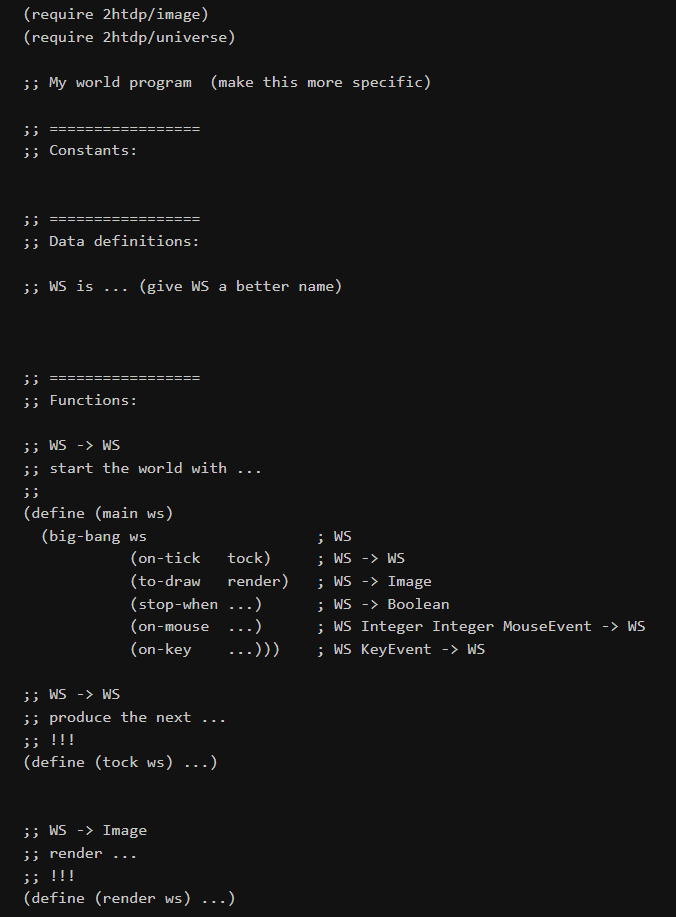 (require 2htdp/image)
(require 2htdp/universe)
;; My world program  (make this more specific)
;; =================
;; Constants:
;; =================
;; Data definitions:
;; WS is ... (give WS a better name)
;; =================
;; Functions:
;; WS -> WS
;; start the world with ...
;;
(define (main ws)
  (big-bang ws                   ; WS
            (on-tick   tock)     ; WS -> WS
            (to-draw   render)   ; WS -> Image
            (stop-when ...)      ; WS -> Boolean
            (on-mouse  ...)      ; WS Integer Integer MouseEvent -> WS
            (on-key    ...)))    ; WS KeyEvent -> WS
;; WS -> WS
;; produce the next ...
;; !!!
(define (tock ws) ...)
;; WS -> Image
;; render ...
;; !!!
(define (render ws) ...)